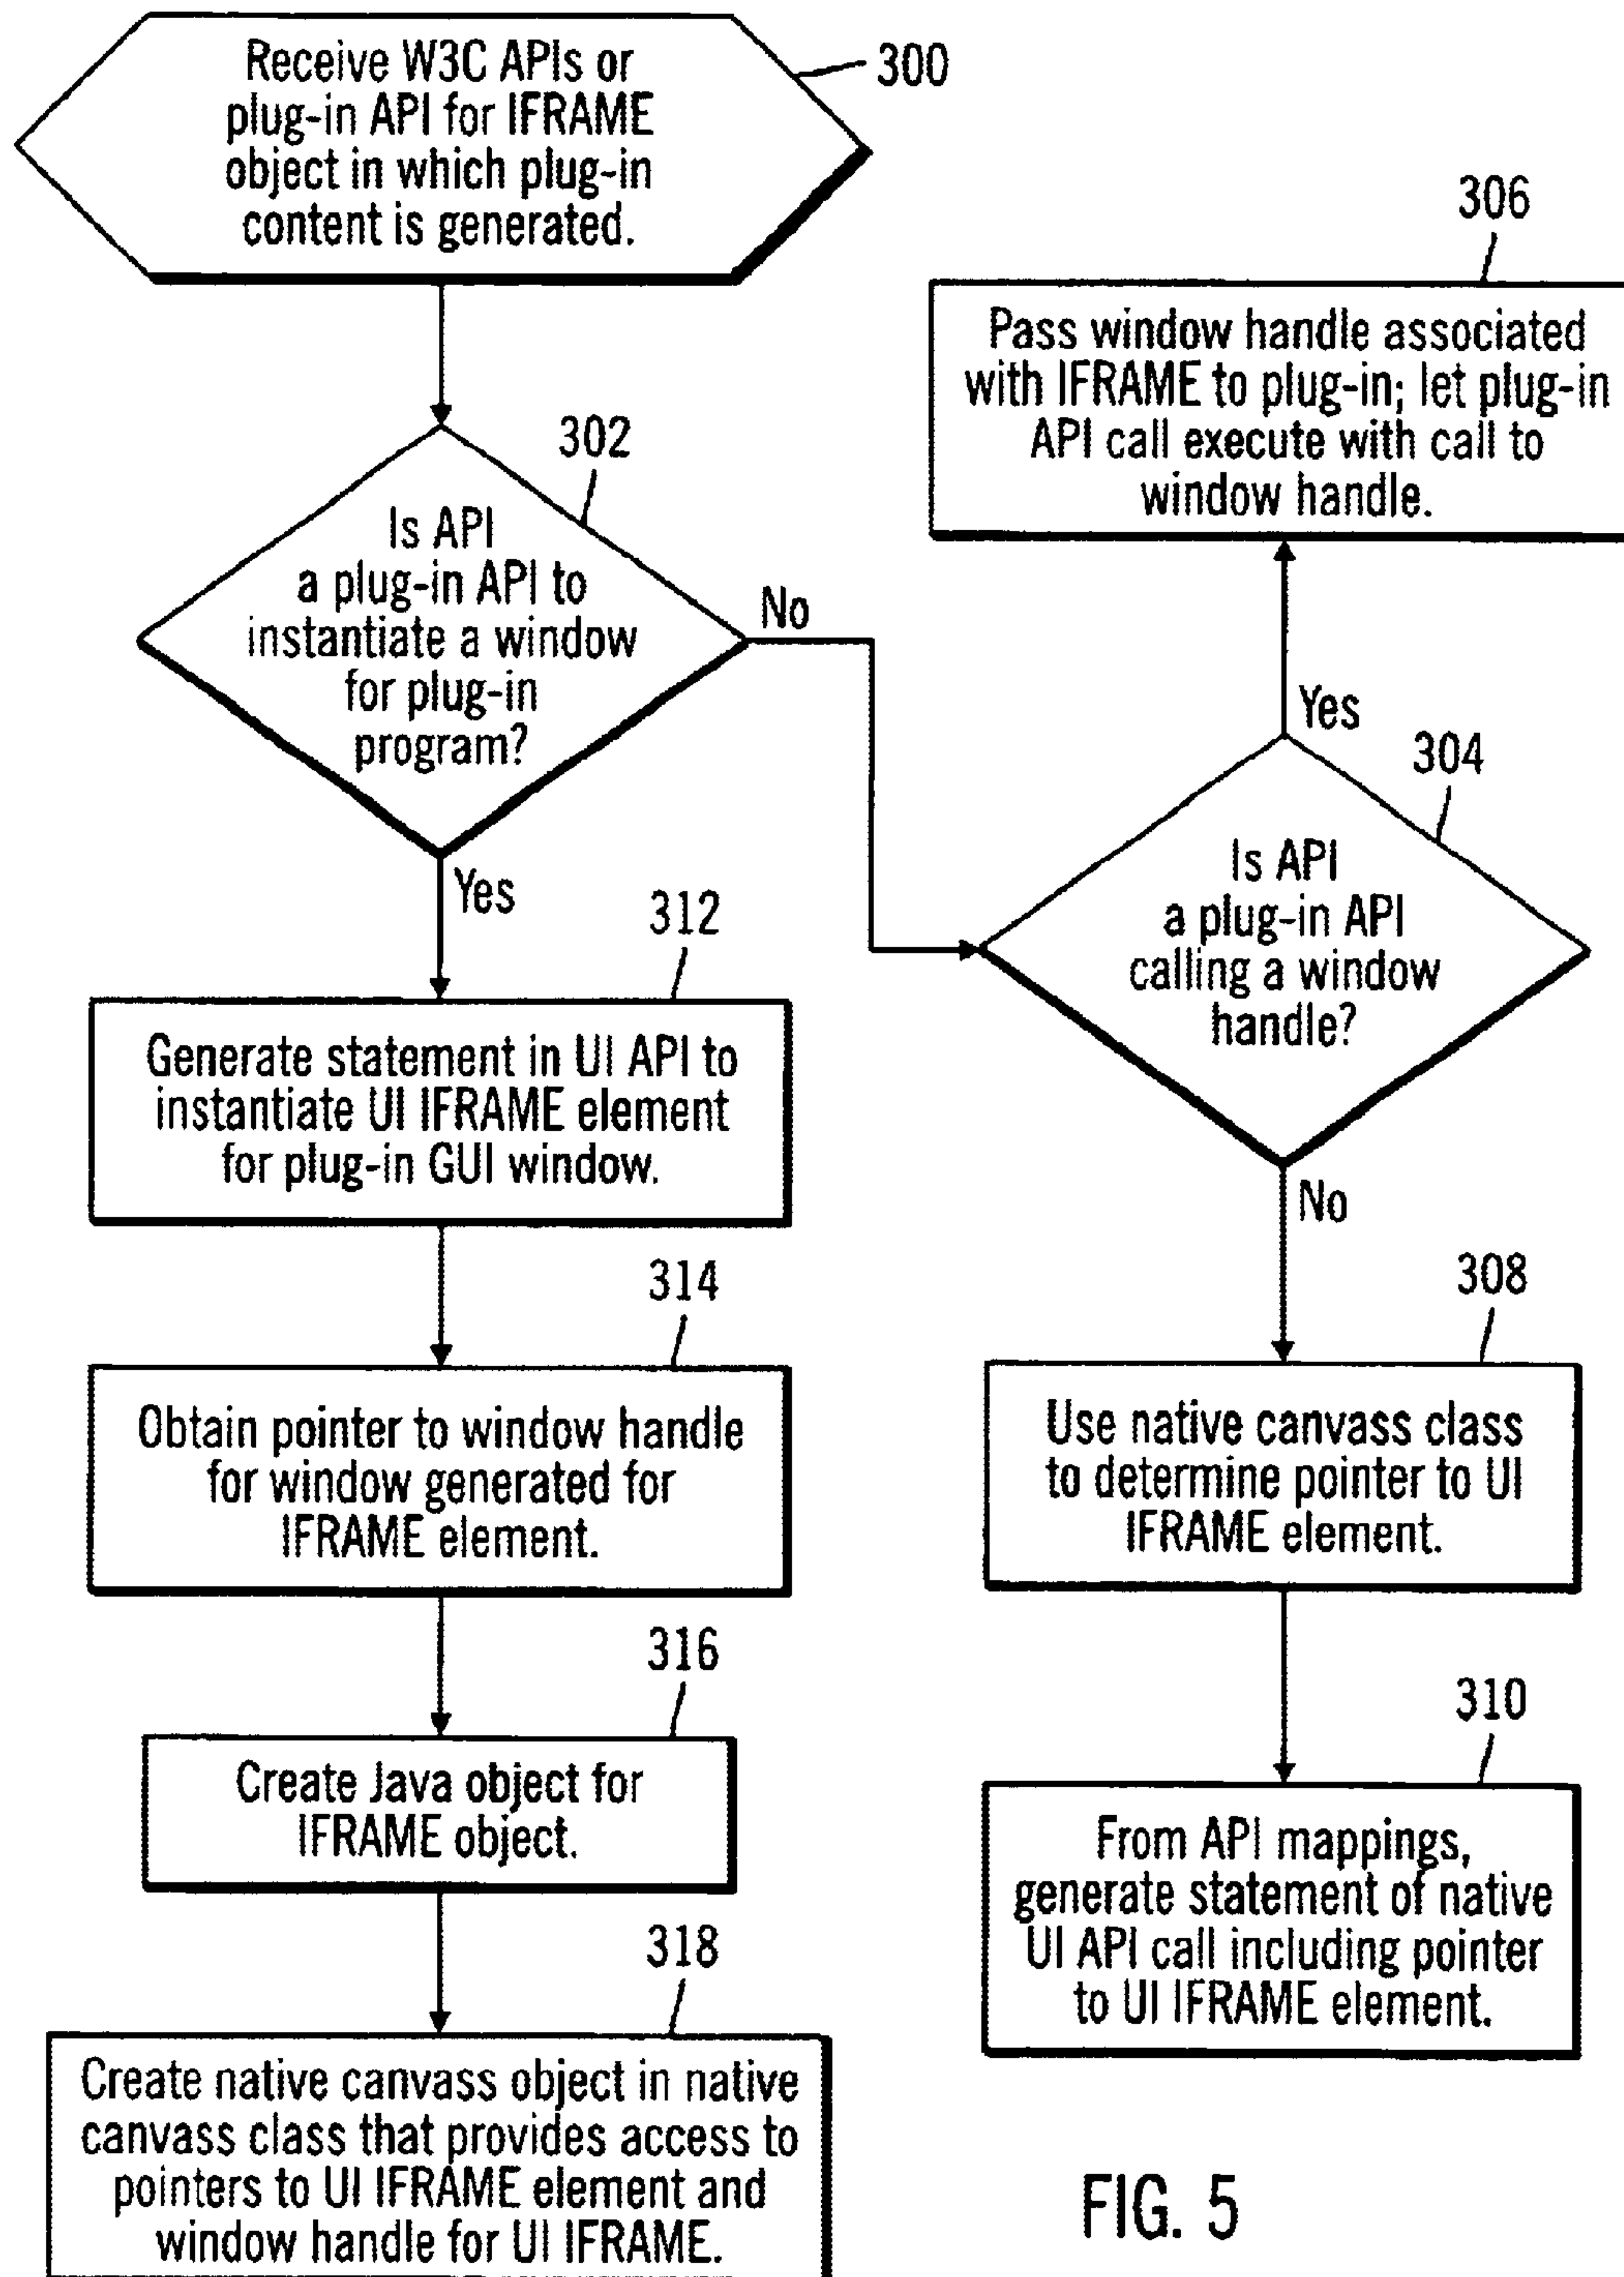 Receive W3C APIs or
plug-in API for IFRAME
object in which plug-in
content is generated.
300
302
Is API
a plug-in API to
instantiate a window
for plug-in
program?
No
Yes
306
Pass window handle associated
with IFRAME to plug-in; let plug-in
API call execute with call to
window handle.
Yes
304
Is API
a plug-in API
calling a window
handle?
No
312
Generate statement in UI API to
instantiate UI IFRAME element
for plug-in GUI window.
314
Obtain pointer to window handle
for window generated for
IFRAME element.
316
Create Java object for
IFRAME object.
318
Create native canvass object in native
canvass class that provides access to
pointers to UI IFRAME element and
window handle for UI IFRAME.
308
Use native canvass class
to determine pointer to UI
IFRAME element.
310
From API mappings,
generate statement of native
UI API call including pointer
to UI IFRAME element.
FIG. 5